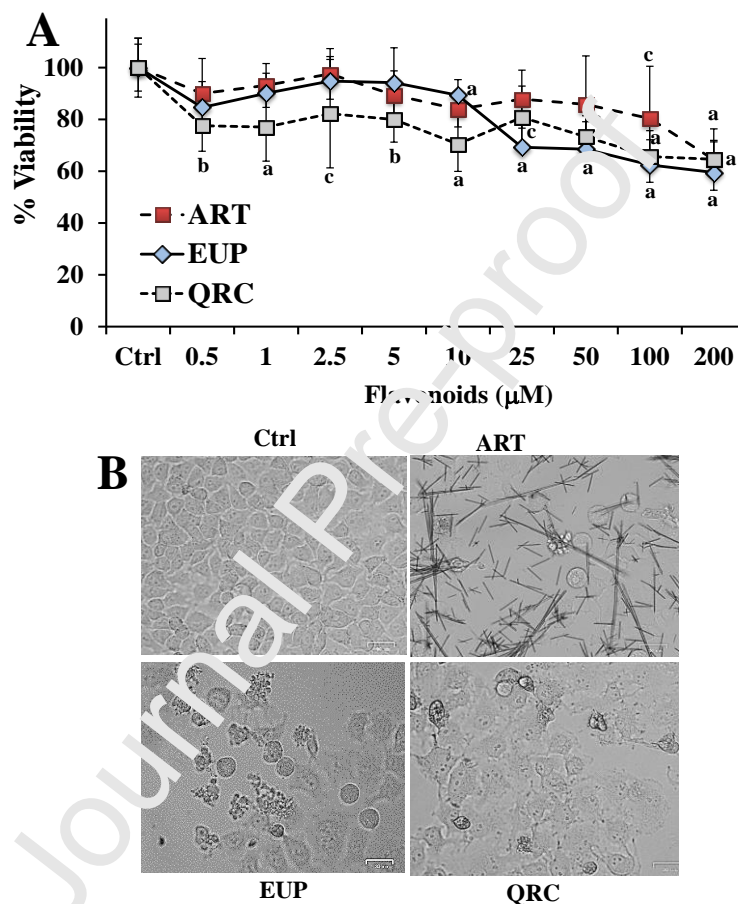 A
% Viability
100
80
60
40
20
0
c
a
a
c
a
a
b
a
c
b
a
a
a
a
a
ART
EUP
QRC
Ctrl 0.5 1 2.5 5 10 25 50 100 200
Flavonoids (μM)
B
Ctrl
ART
EUP
QRC
Journal Pre-proof